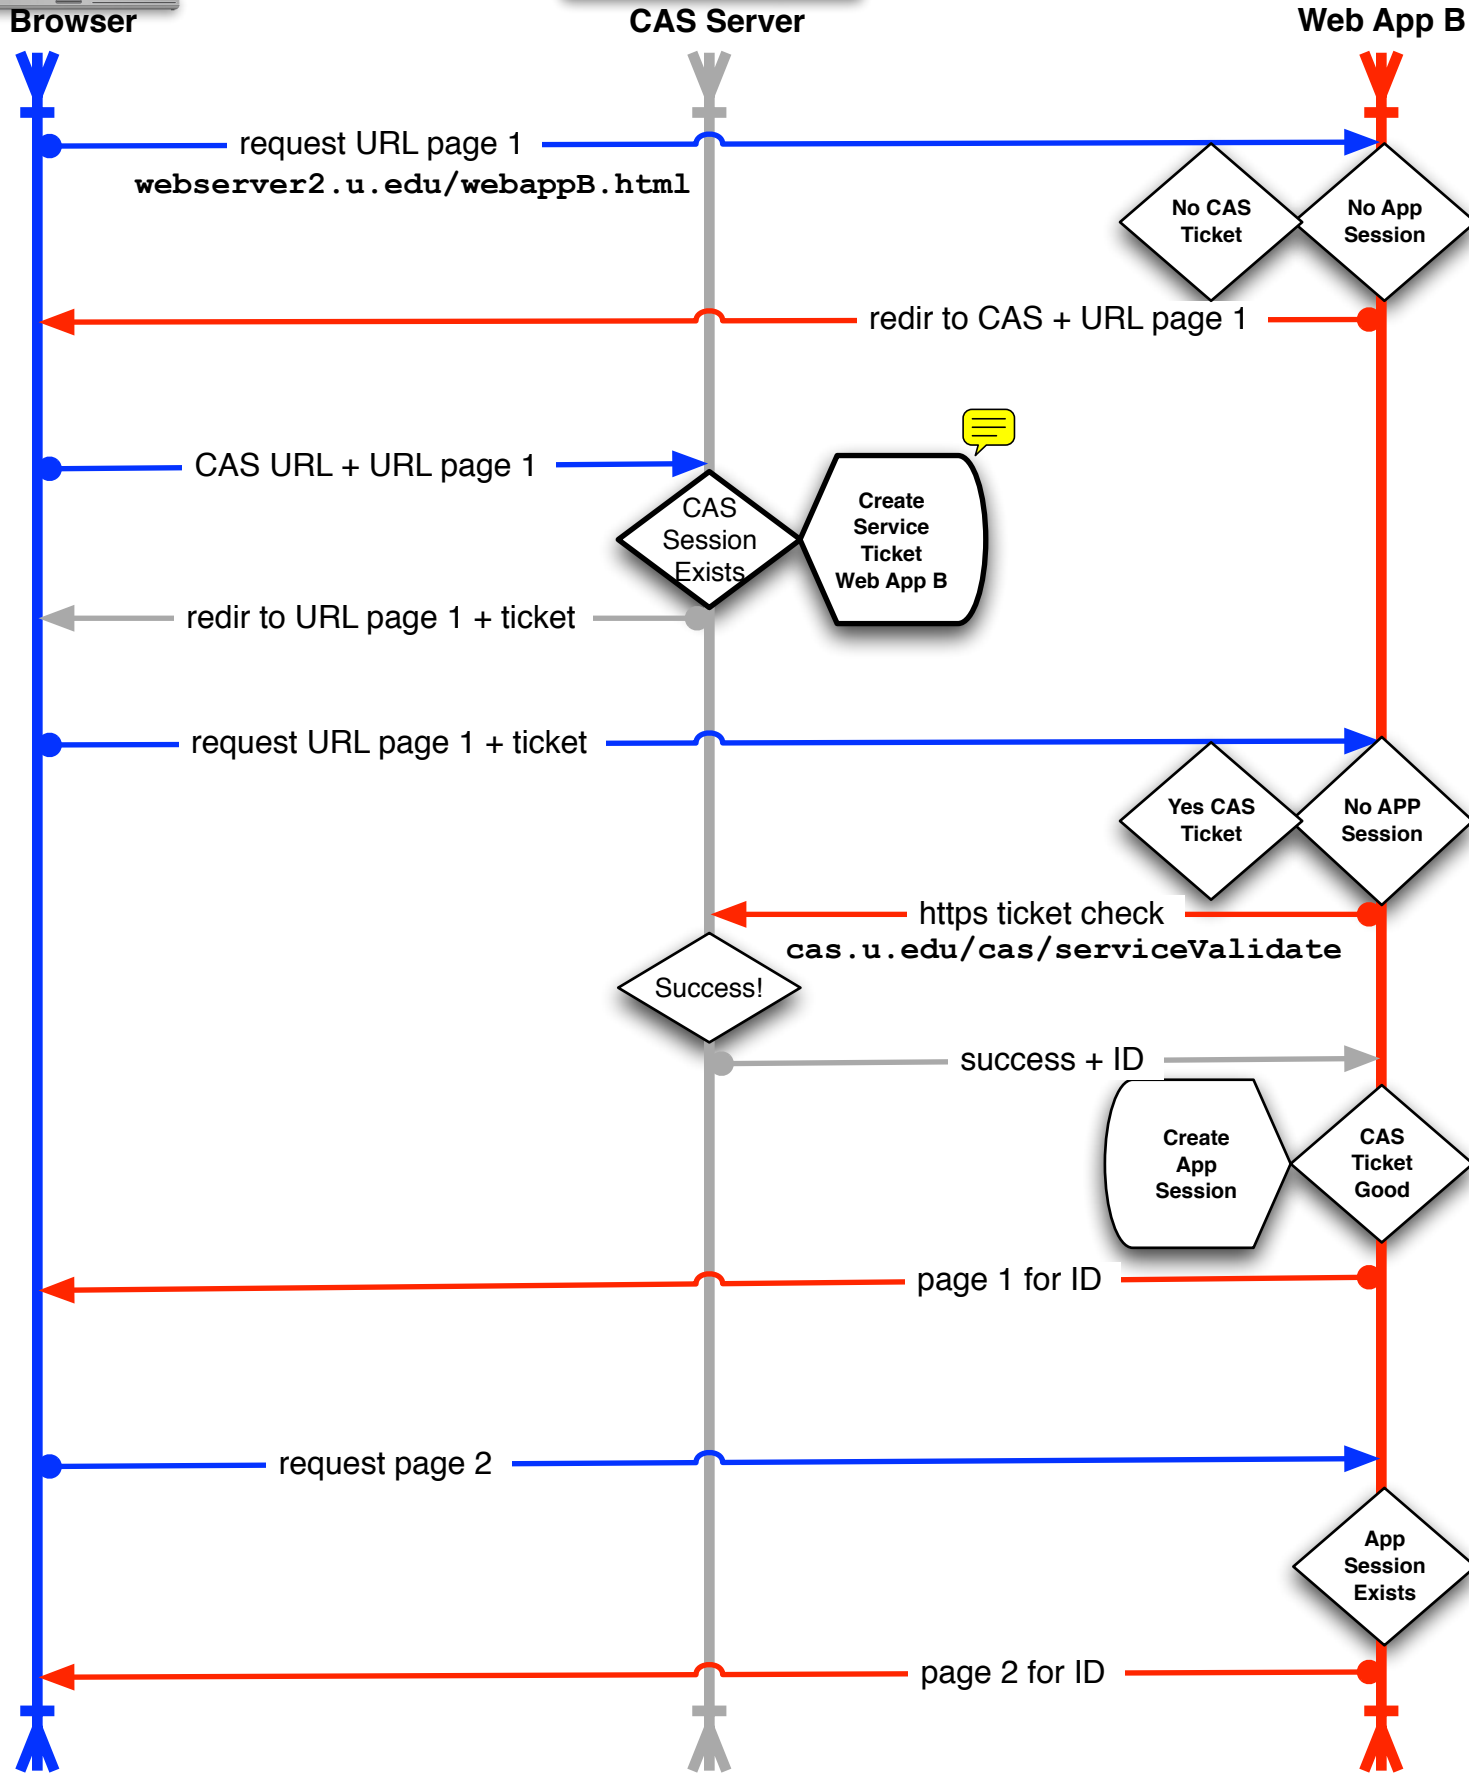 Browser
CAS Server
Web App B
request URL page 1
webserver2.u.edu/webappB.html
No CAS
Ticket
No App
Session
redir to CAS + URL page 1
CAS URL + URL page 1
CAS
Session
Exists
Create
Service
Ticket
Web App B
redir to URL page 1 + ticket
request URL page 1 + ticket
Yes CAS
Ticket
No APP
Session
https ticket check
cas.u.edu/cas/serviceValidate
Success!
success + ID
Create
App
Session
CAS
Ticket
Good
page 1 for ID
request page 2
App
Session
Exists
page 2 for ID